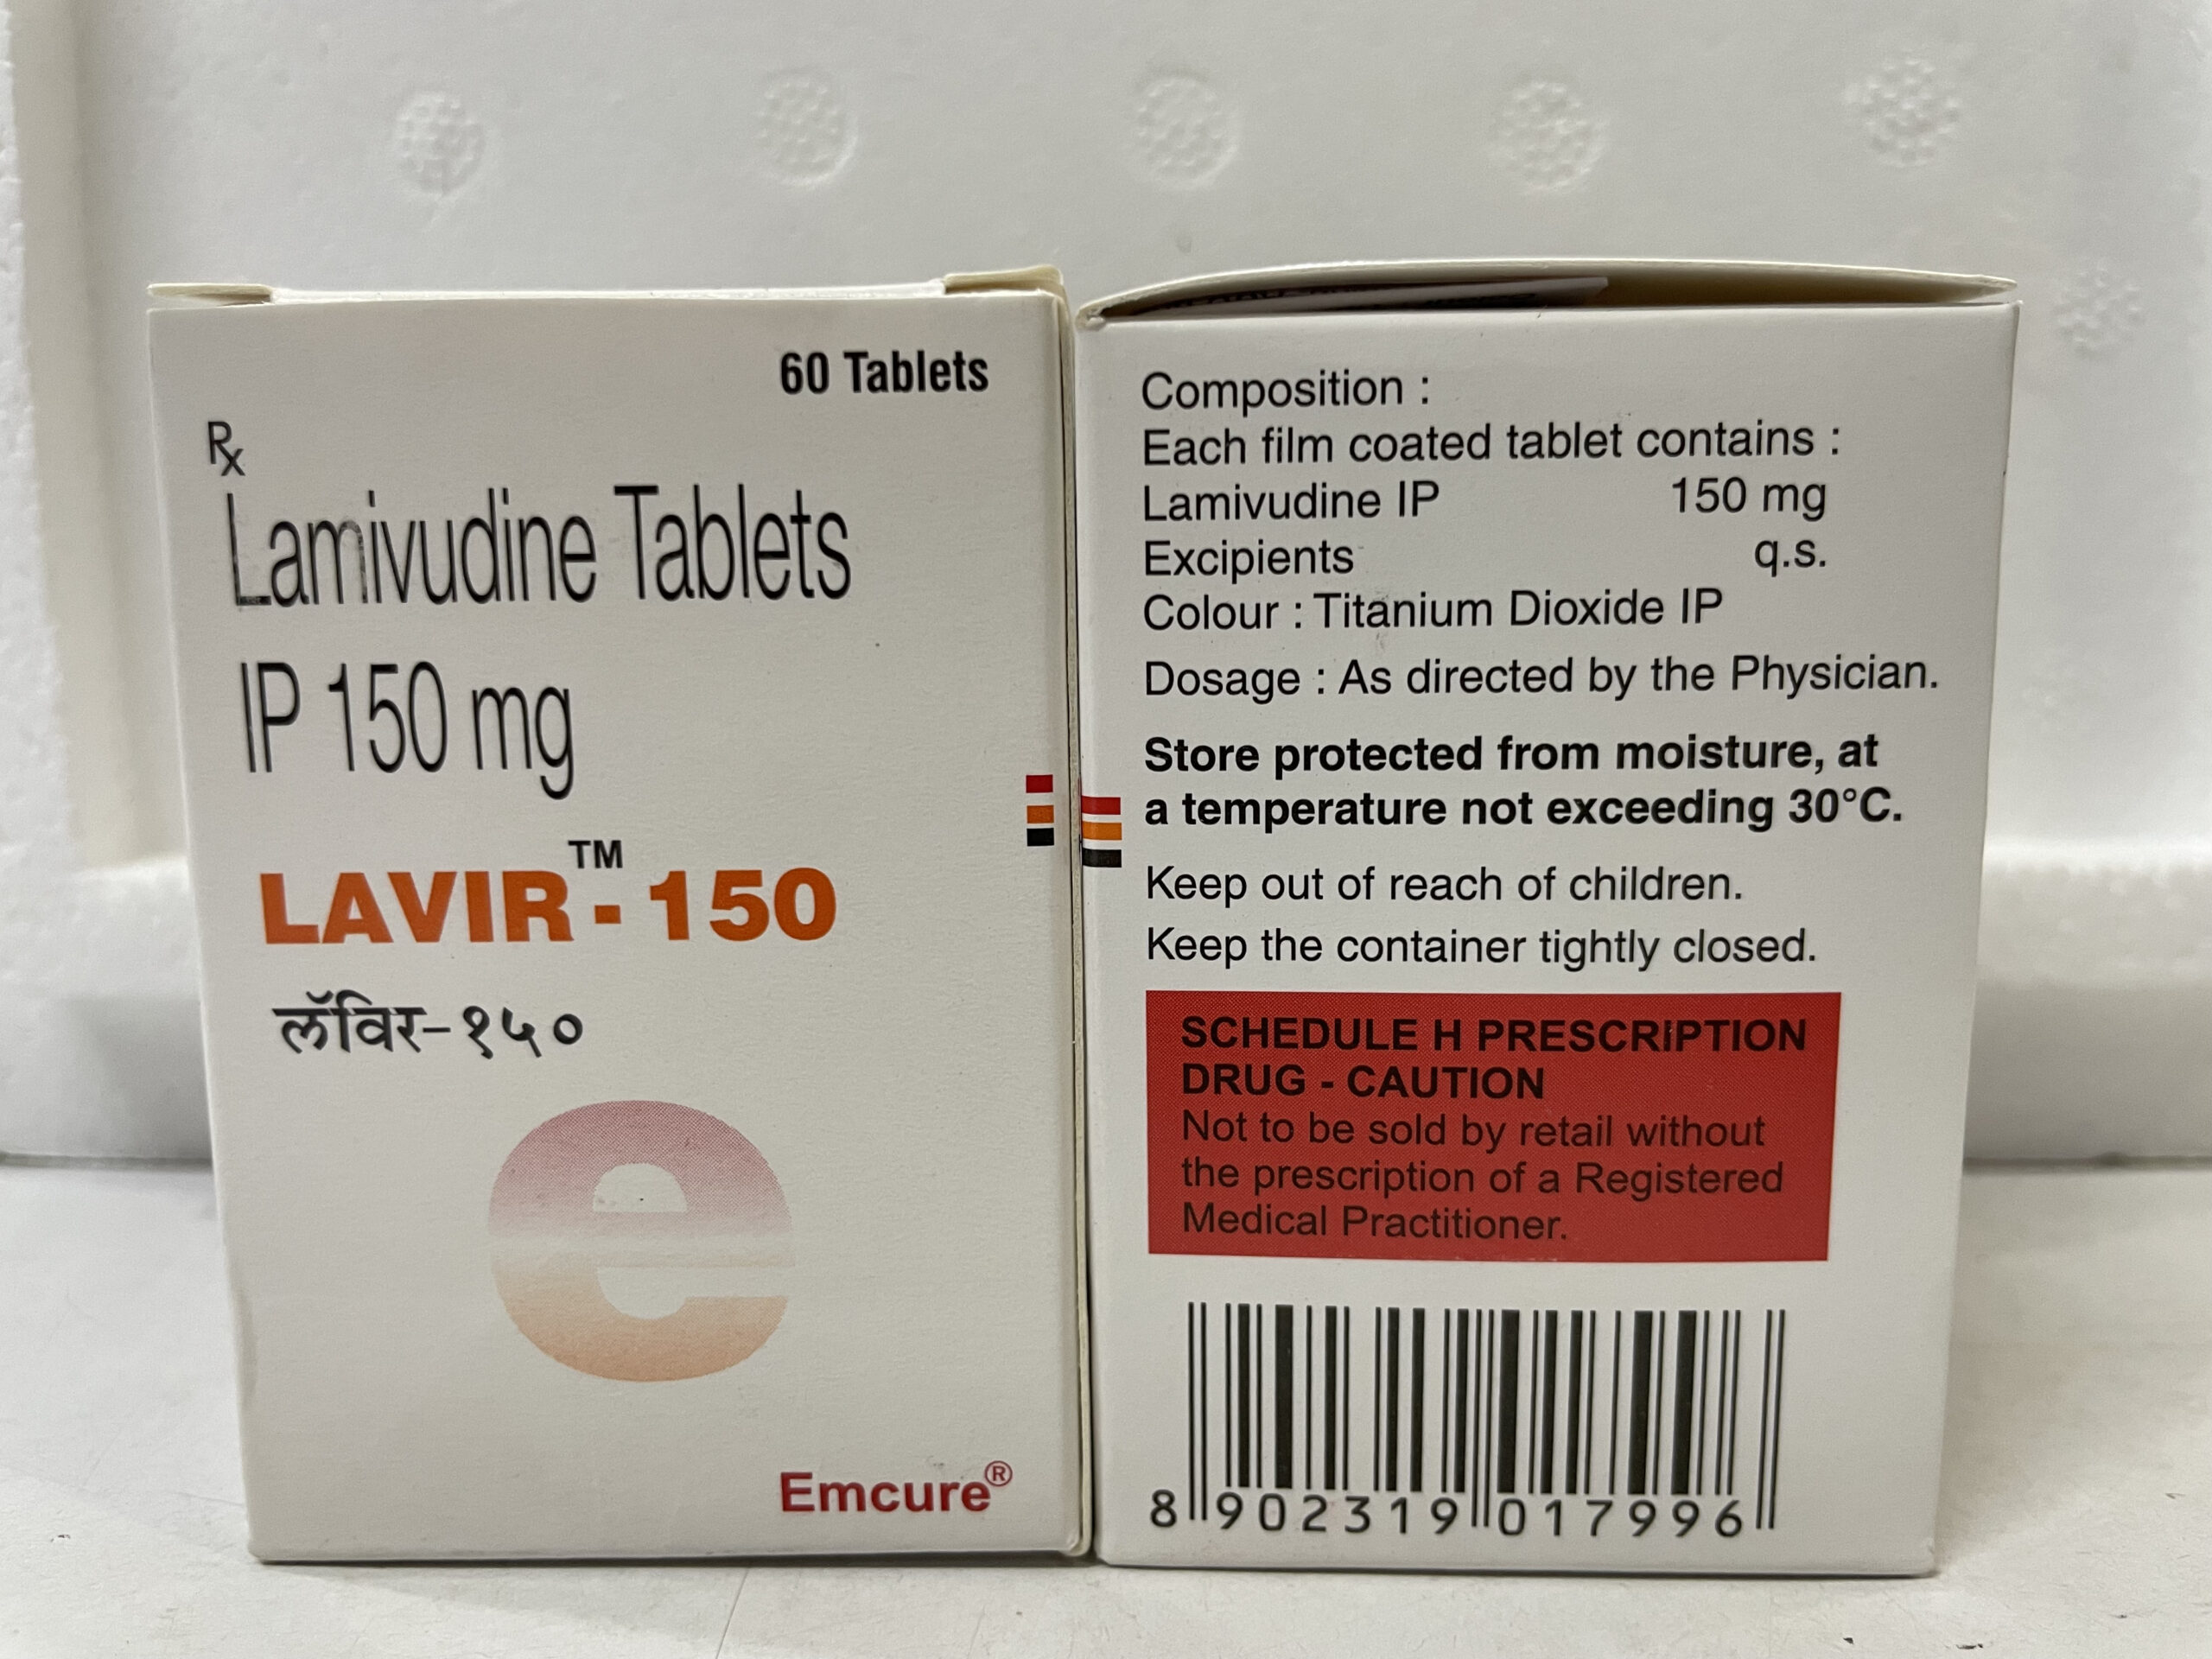 60 Tablets
Rx
Lamivudine Tablets
IP 150 mg
LAVIR™-150
लॅविर-१५०
e
Emcure®
Composition :
Each film coated tablet contains :
Lamivudine IP 150 mg
Excipients q.s.
Colour : Titanium Dioxide IP
Dosage : As directed by the Physician.
Store protected from moisture, at
a temperature not exceeding 30°C.
Keep out of reach of children.
Keep the container tightly closed.
SCHEDULE H PRESCRIPTION
DRUG - CAUTION
Not to be sold by retail without
the prescription of a Registered
Medical Practitioner.
8 902319 017996